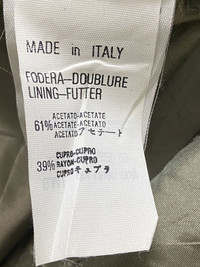 MADE in ITALY
FODERA-DOUBLURE
LINING-FUTTER
ACETATO-ACETATE
61% ACETATE-ACETATO
ACETATO アセテート
CUPRO-CUPRO
39% RAYON-CUPRO
CUPRO キュプラ